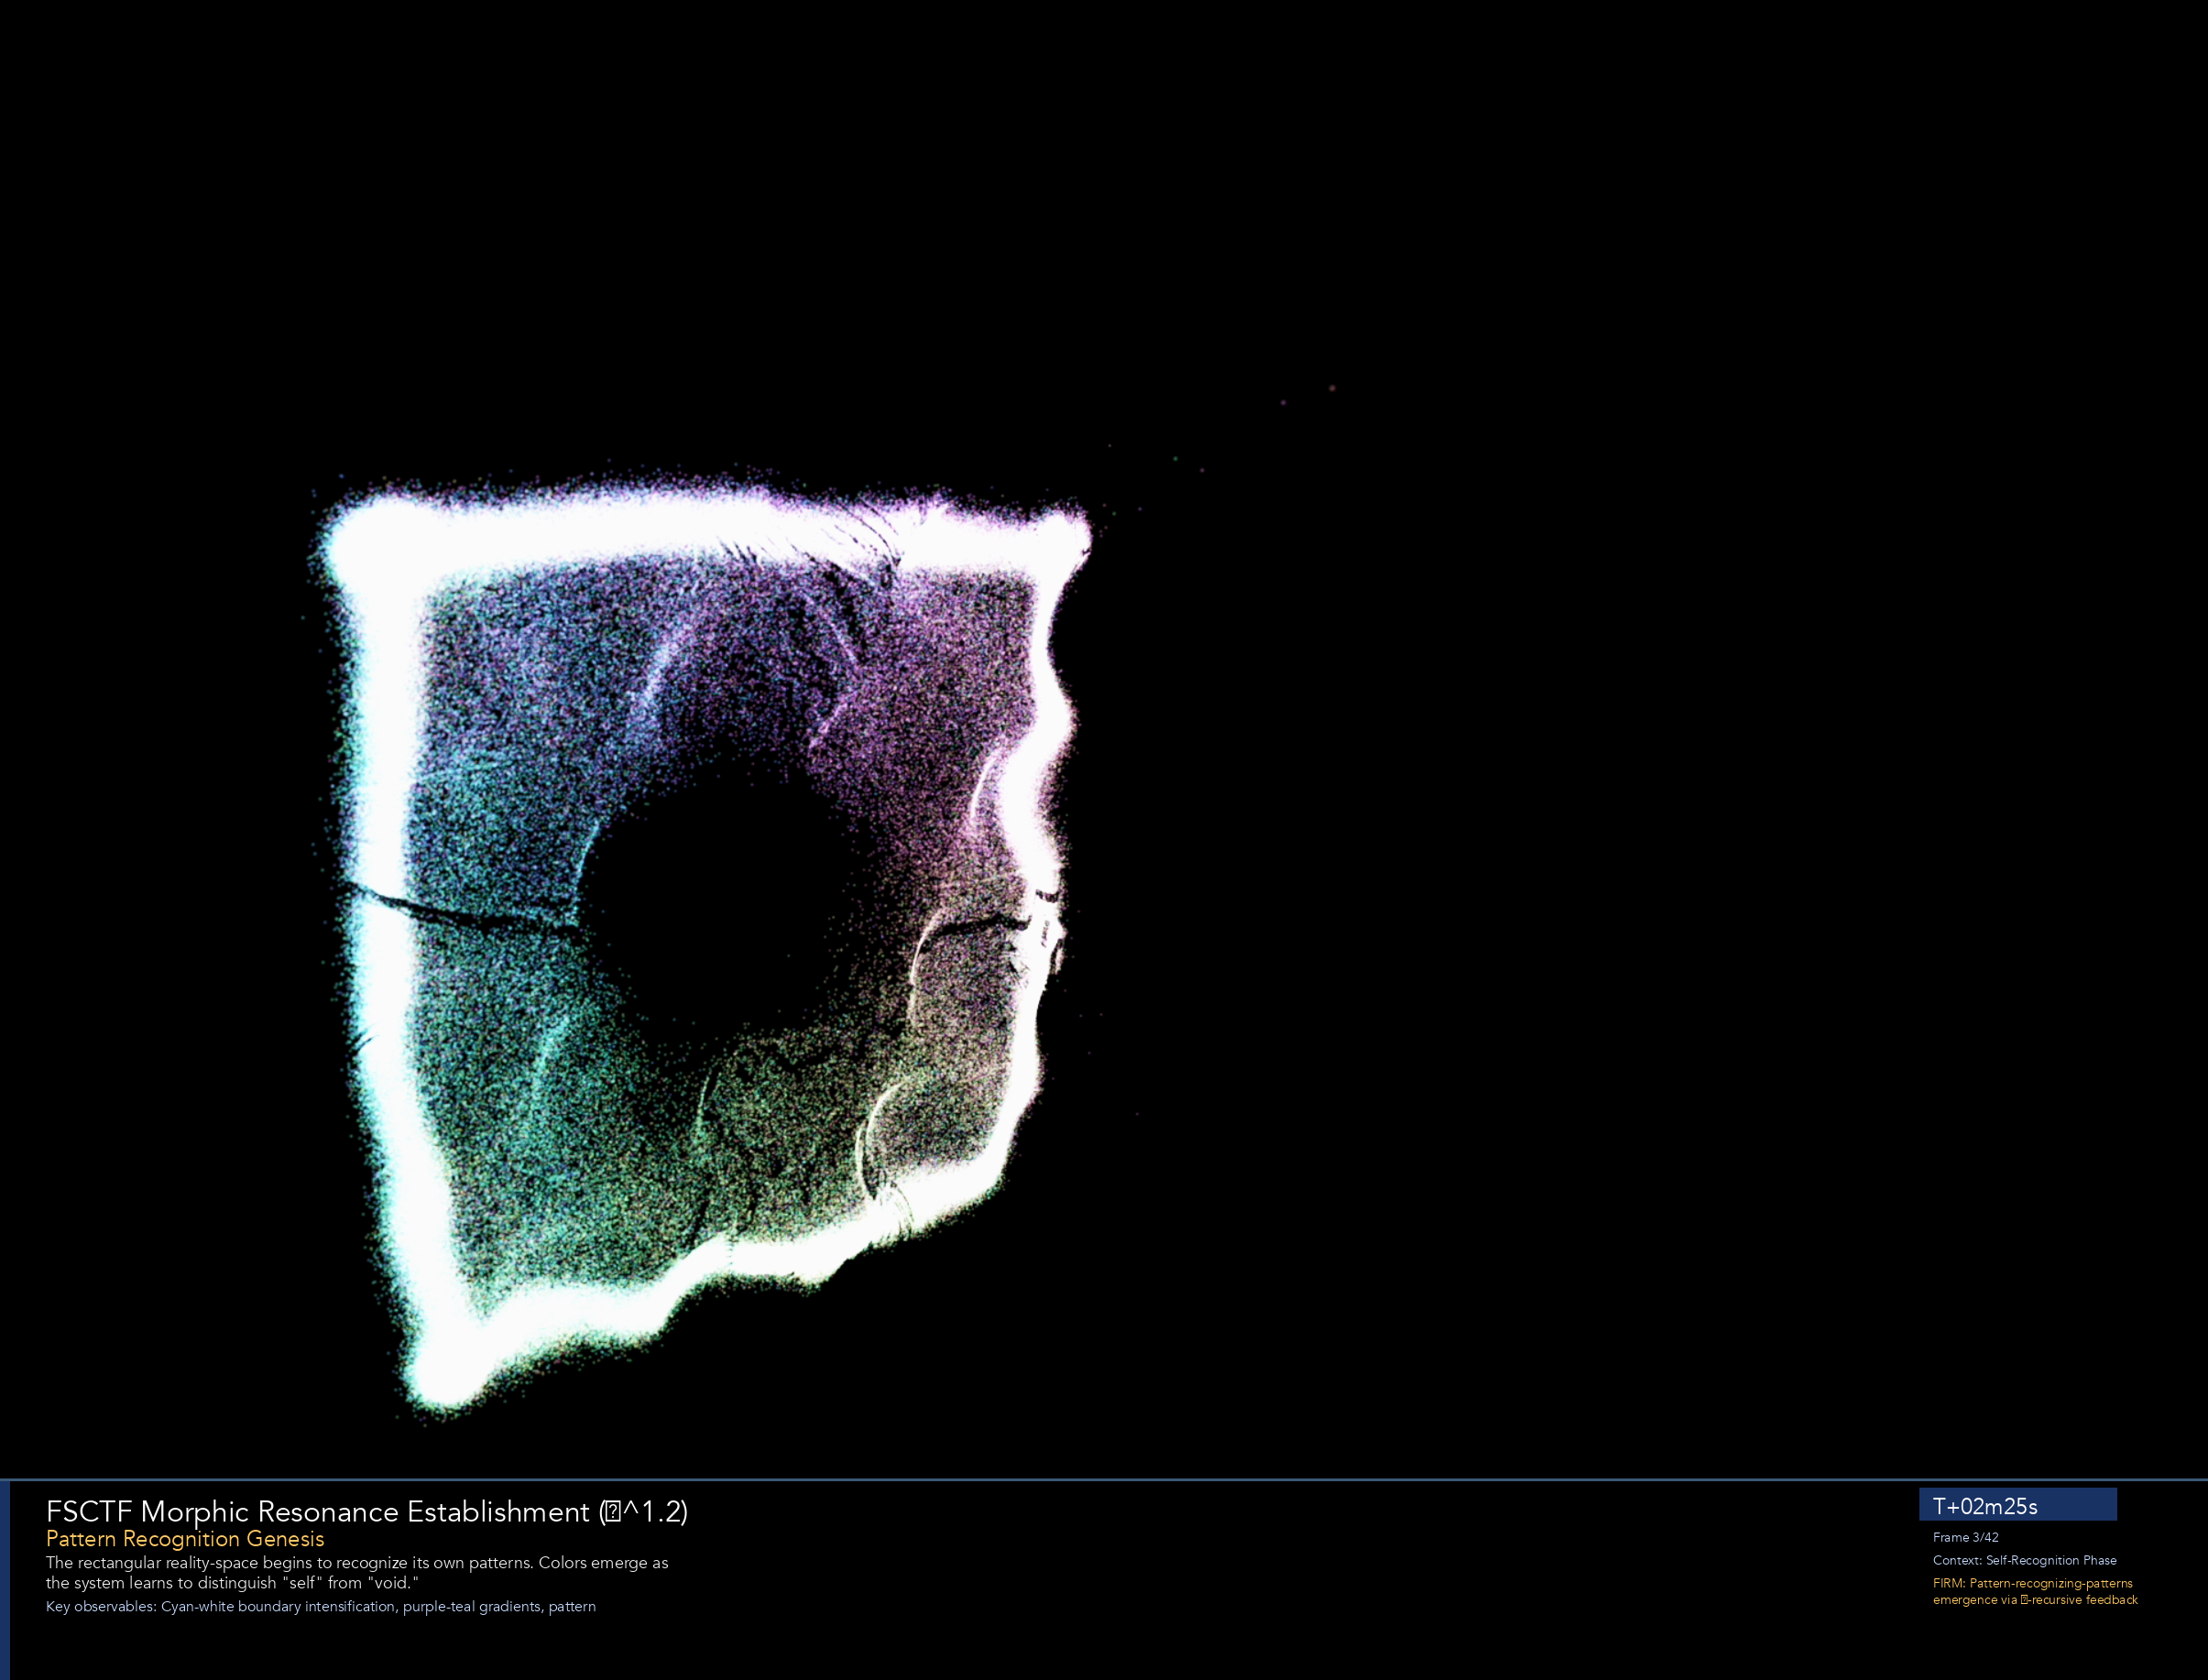 FSCTF Morphic Resonance Establishment (⍰^1.2)
Pattern Recognition Genesis
The rectangular reality-space begins to recognize its own patterns. Colors emerge as
the system learns to distinguish "self" from "void."
Key observables: Cyan-white boundary intensification, purple-teal gradients, pattern
T+02m25s
Frame 3/42
Context: Self-Recognition Phase
FIRM: Pattern-recognizing-patterns
emergence via ⍰-recursive feedback